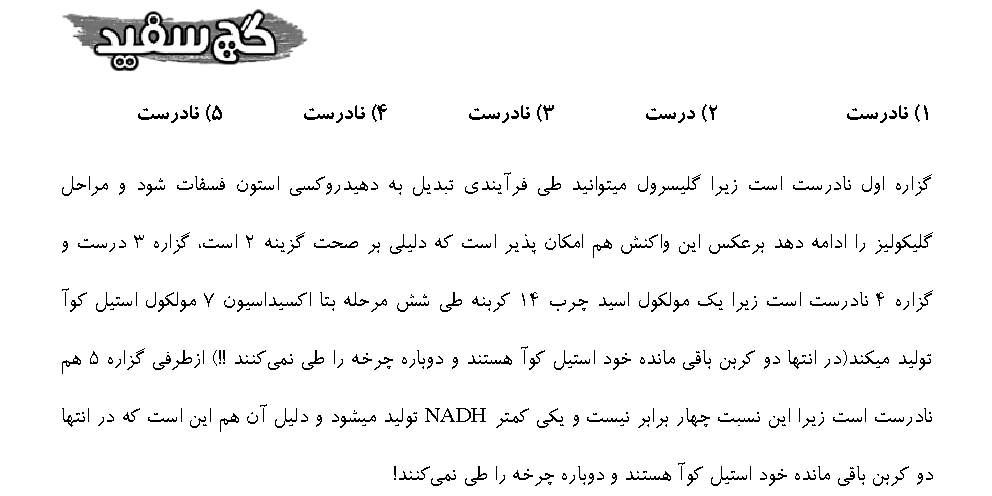 گچ سفید
۱) نادرست ۲) درست ۳) نادرست ۴) نادرست ۵) نادرست
گزاره اول نادرست است زیرا گلیسرول میتوانید طی فرآیندی تبدیل به دهیدروکسی استون فسفات شود و مراحل
گلیکولیز را ادامه دهد برعکس این واکنش هم امکان پذیر است که دلیلی بر صحت گزینه ۲ است، گزاره ۳ درست و
گزاره ۴ نادرست است زیرا یک مولکول اسید چرب ۱۴ کربنه طی شش مرحله بتا اکسیداسیون ۷ مولکول استیل کوآ
تولید میکند(در انتها دو کربن باقی مانده خود استیل کوآ هستند و دوباره چرخه را طی نمی‌کنند !!) ازطرفی گزاره ۵ هم
نادرست است زیرا این نسبت چهار برابر نیست و یکی کمتر NADH تولید میشود و دلیل آن هم این است که در انتها
دو کربن باقی مانده خود استیل کوآ هستند و دوباره چرخه را طی نمی‌کنند!